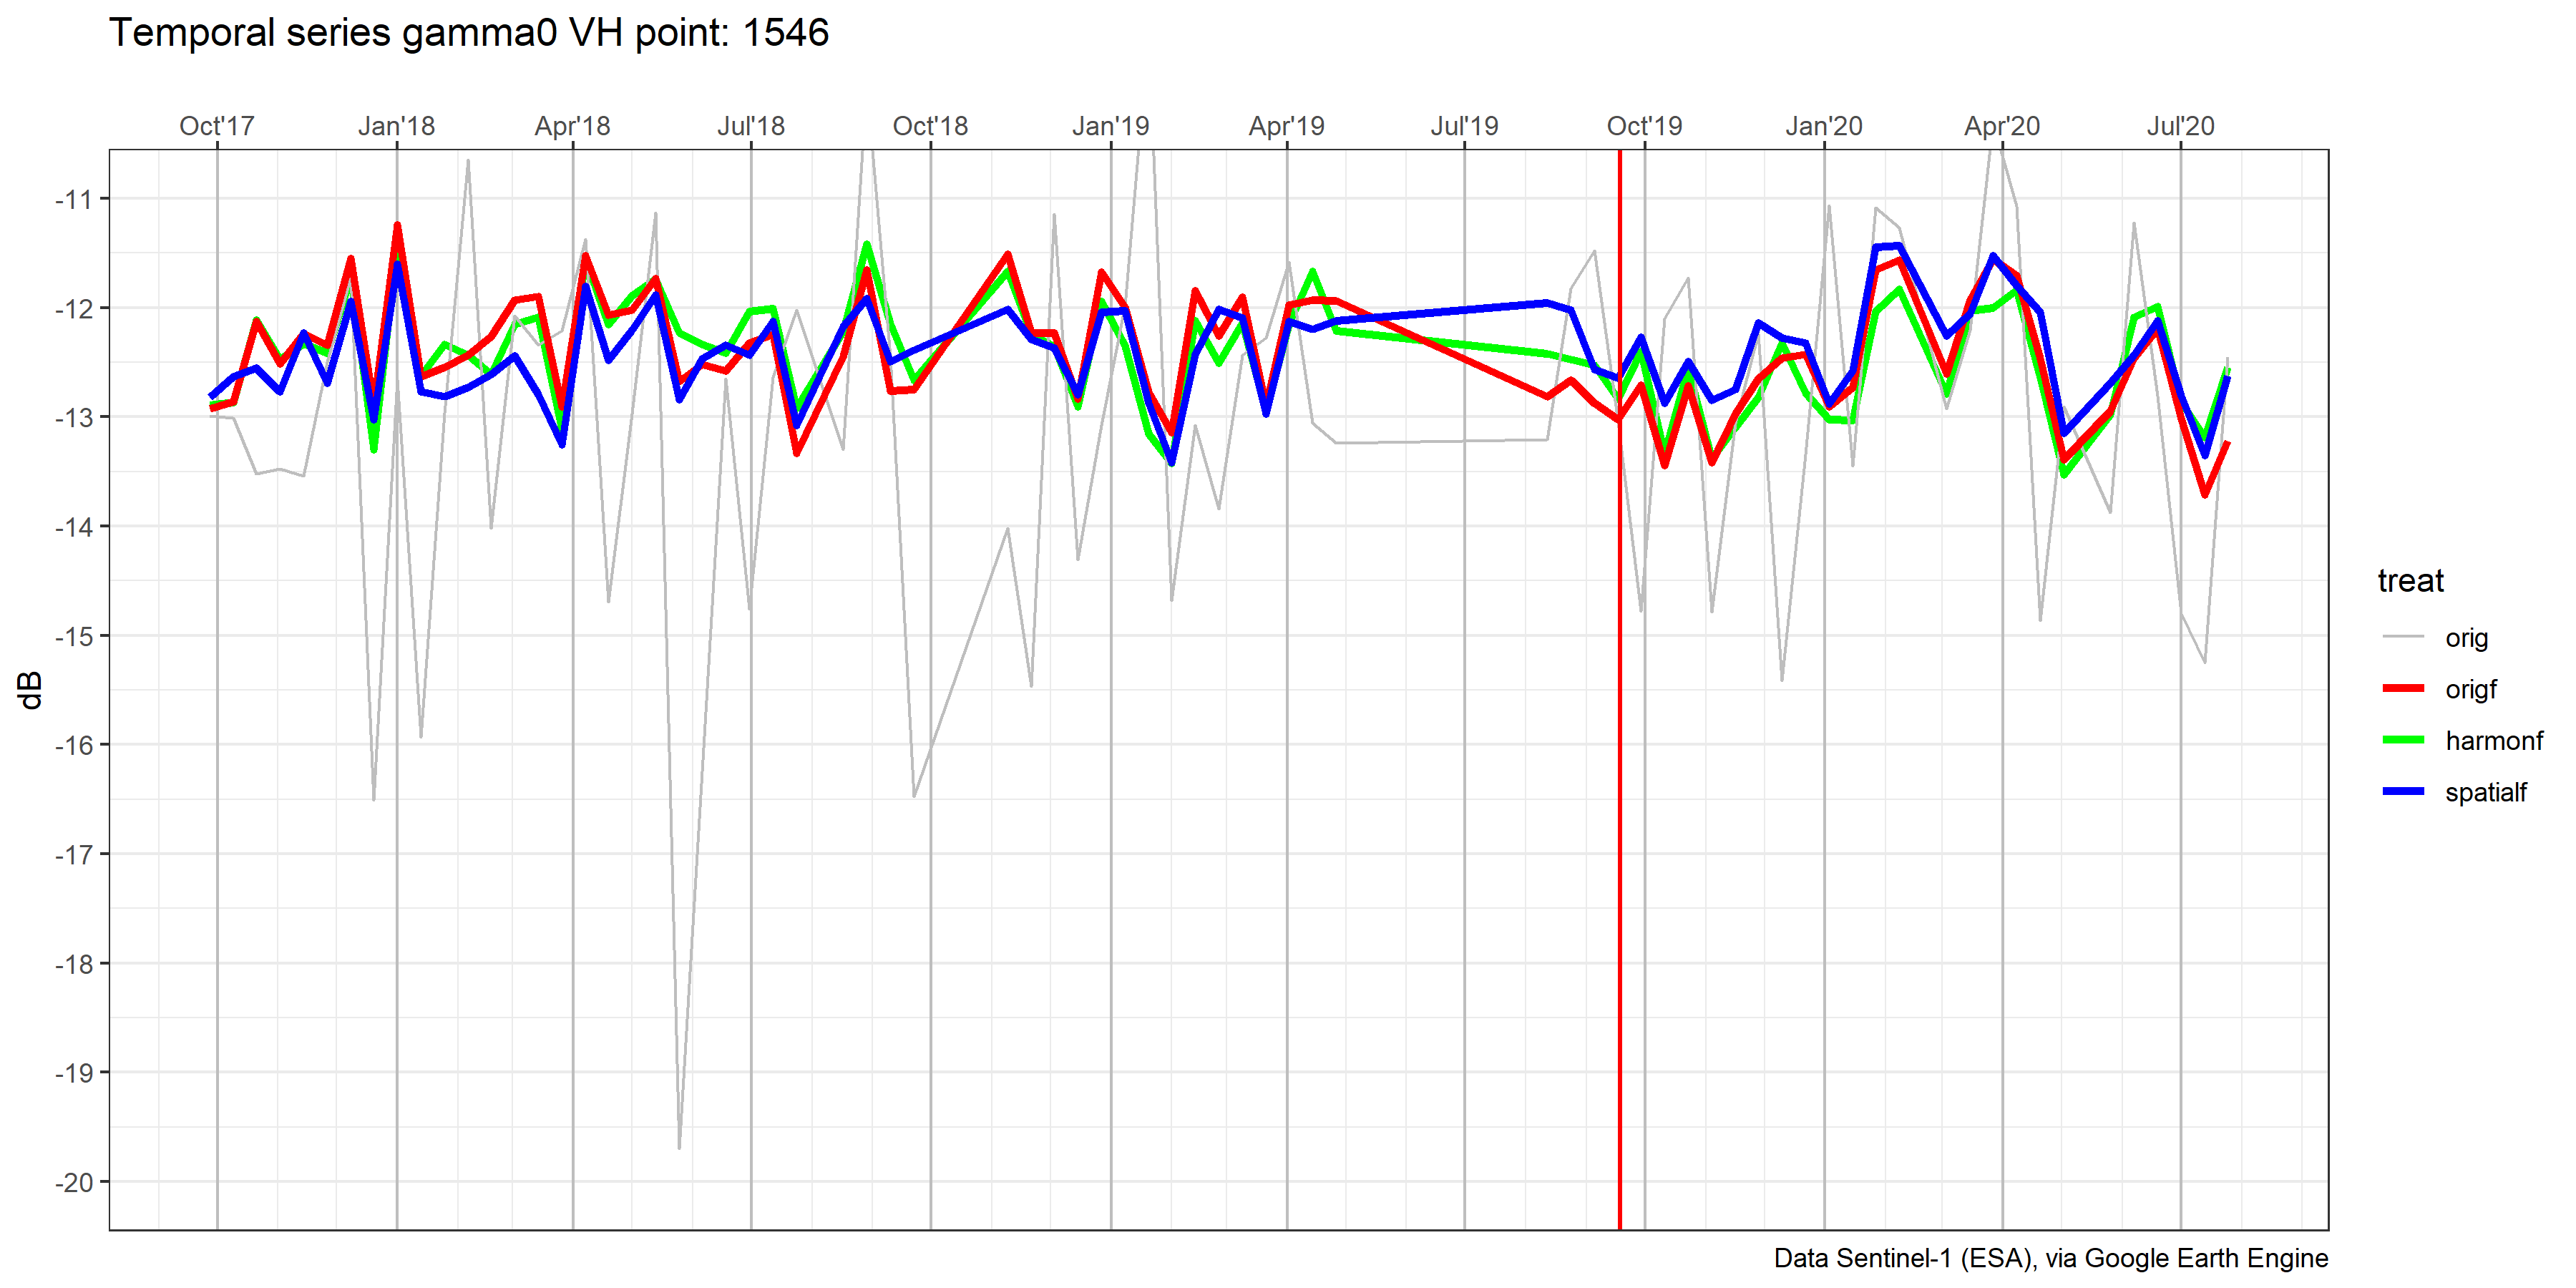 Temporal series gamma0 VH point: 1546
Oct'17 Jan'18 Apr'18 Jul'18 Oct'18 Jan'19 Apr'19 Jul'19 Oct'19 Jan'20 Apr'20 Jul'20
-11
-12
-13
-14
-15
-16
-17
-18
-19
-20
dB
treat
orig
origf
harmonf
spatialf
Data Sentinel-1 (ESA), via Google Earth Engine